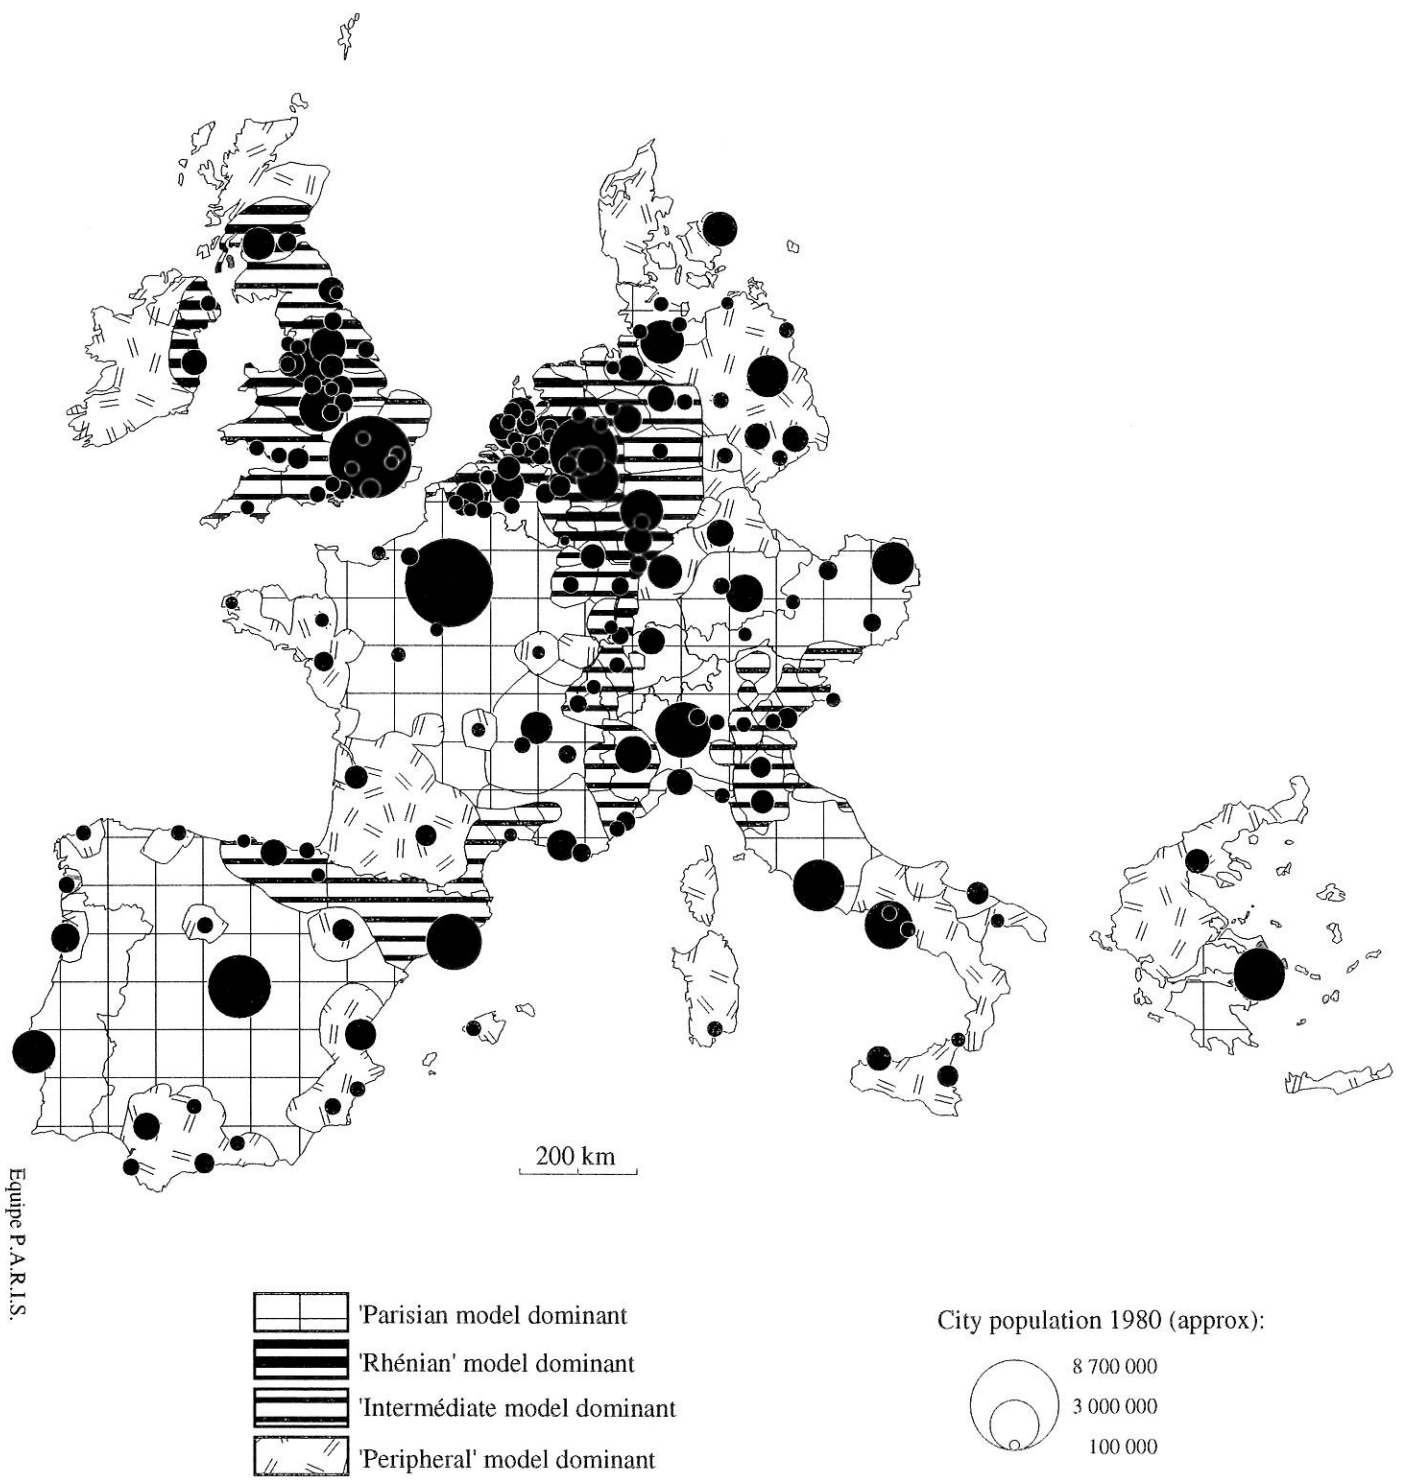 200 km
Equipe P.A.R.I.S.
'Parisian model dominant
'Rhénian' model dominant
'Intermédiate model dominant
'Peripheral' model dominant
City population 1980 (approx):
8 700 000
3 000 000
100 000